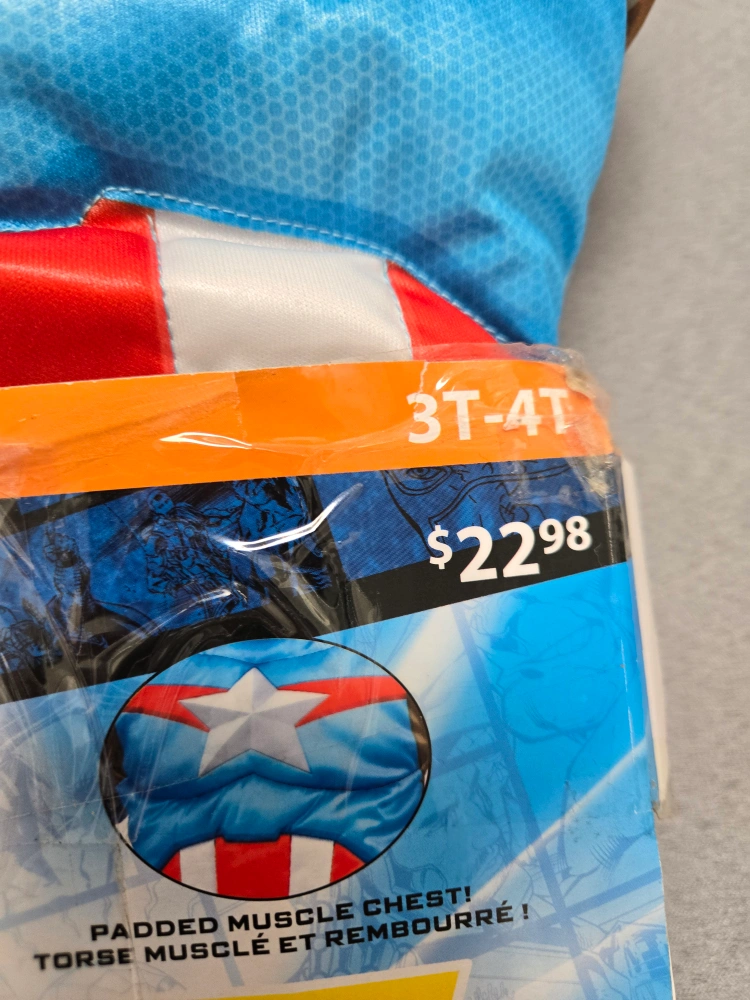 3T-4T
$22.98
PADDED MUSCLE CHEST!
TORSE MUSCLÉ ET REMBOURRÉ !